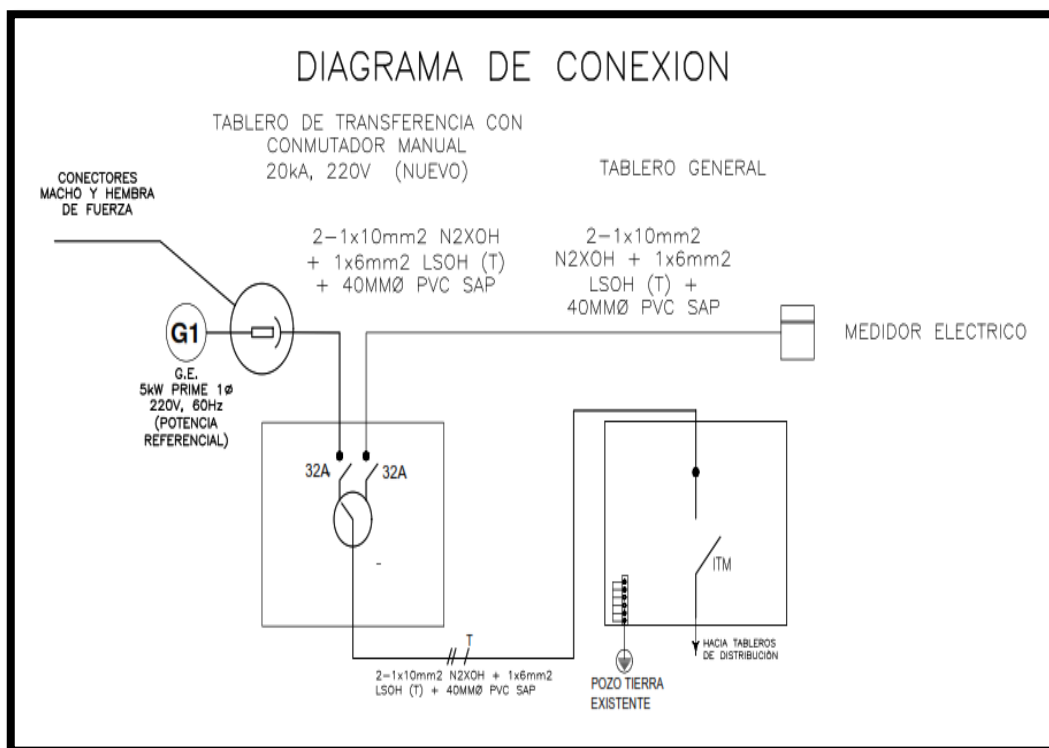 DIAGRAMA DE CONEXION
TABLERO DE TRANSFERENCIA CON
CONMUTADOR MANUAL
20kA, 220V (NUEVO)
TABLERO GENERAL
CONECTORES
MACHO Y HEMBRA
DE FUERZA
2-1x10mm2 N2XOH
+ 1x6mm2 LSOH (T)
+ 40MMØ PVC SAP
2-1x10mm2
N2XOH + 1x6mm2
LSOH (T) +
40MMØ PVC SAP
G1
MEDIDOR ELECTRICO
G.E.
5kW PRIME 1ø
220V, 60Hz
(POTENCIA
REFERENCIAL)
32A
32A
ITM
T
2-1x10mm2 N2XOH + 1x6mm2
LSOH (T) + 40MMØ PVC SAP
HACIA TABLEROS
DE DISTRIBUCIÓN
POZO TIERRA
EXISTENTE